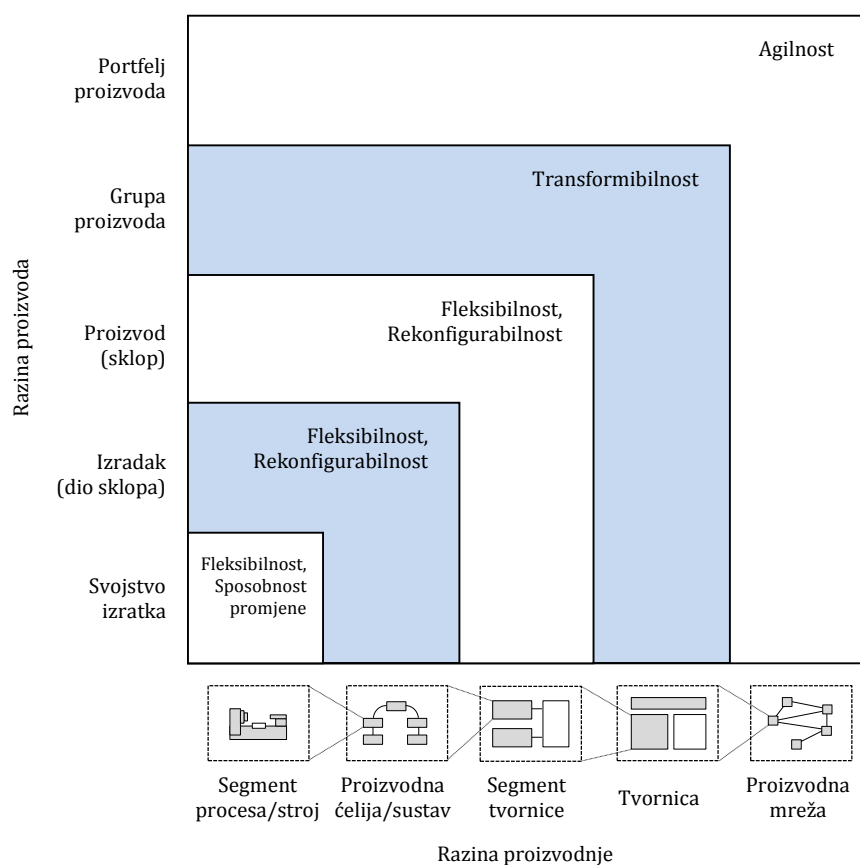 Agilnost
Portfelj
proizvoda
Transformibilnost
Grupa
proizvoda
Razina proizvoda
Fleksibilnost,
Rekonfigurabilnost
Proizvod
(sklop)
Fleksibilnost,
Rekonfigurabilnost
Izradak
(dio sklopa)
Fleksibilnost,
Sposobnost
promjene
Svojstvo
izratka
Segment
procesa/stroj
Proizvodna
ćelija/sustav
Segment
tvornice
Tvornica
Proizvodna
mreža
Razina proizvodnje